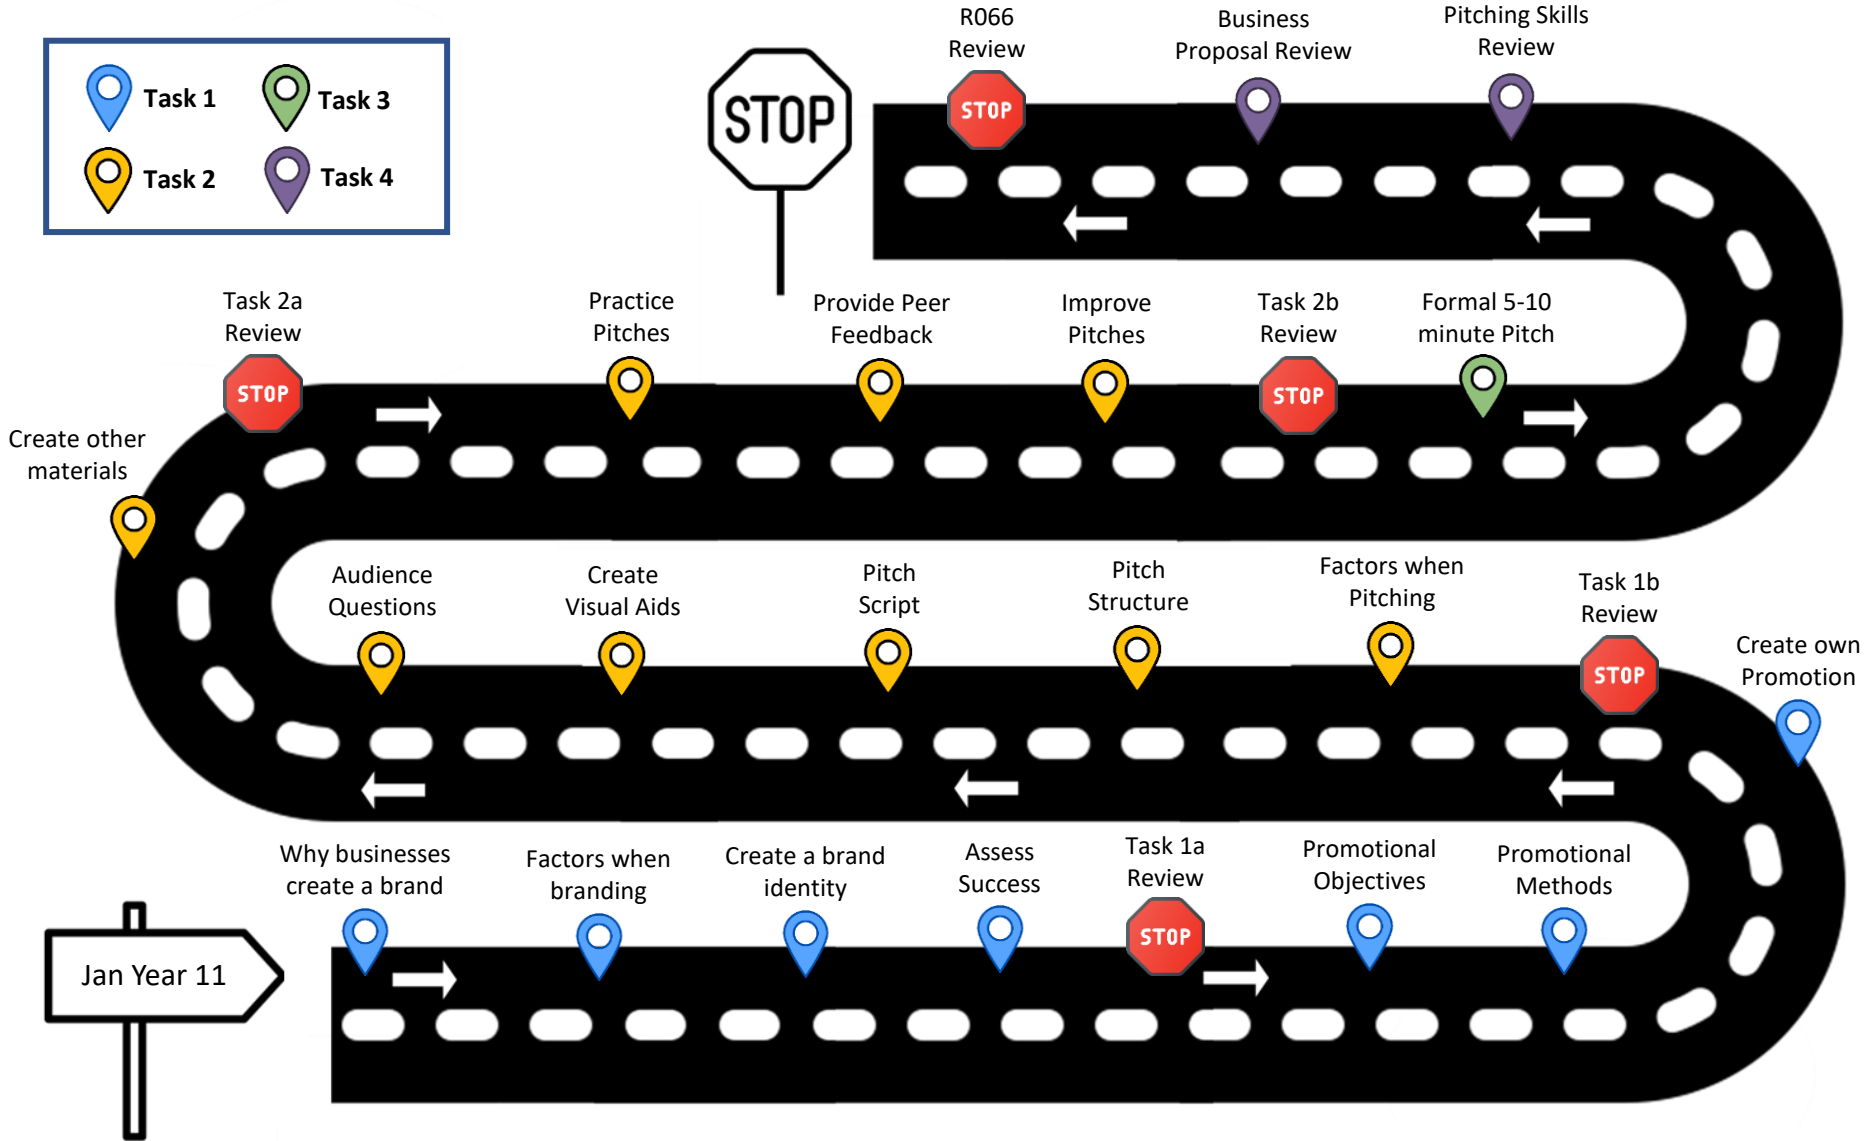 R066
Review
Business
Proposal Review
Pitching Skills
Review
Task 1
Task 3
Task 2
Task 4
STOP
STOP
Task 2a
Review
Practice
Pitches
Provide Peer
Feedback
Improve
Pitches
Task 2b
Review
Formal 5-10
minute Pitch
STOP
STOP
Create other
materials
Audience
Questions
Create
Visual Aids
Pitch
Script
Pitch
Structure
Factors when
Pitching
Task 1b
Review
STOP
Create own
Promotion
Why businesses
create a brand
Factors when
branding
Create a brand
identity
Assess
Success
Task 1a
Review
Promotional
Objectives
Promotional
Methods
STOP
Jan Year 11